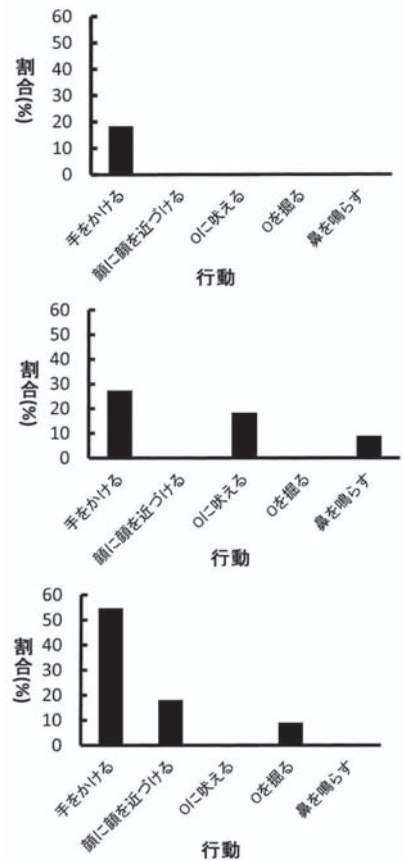 60
50
40
30
20
10
0
割合(%)
手をかける
顔に顔を近づける
Oに吠える
Oを掘る
鼻を鳴らす
行動
60
50
40
30
20
10
0
割合(%)
手をかける
顔に顔を近づける
Oに吠える
Oを掘る
鼻を鳴らす
行動
60
50
40
30
20
10
0
割合(%)
手をかける
顔に顔を近づける
Oに吠える
Oを掘る
鼻を鳴らす
行動